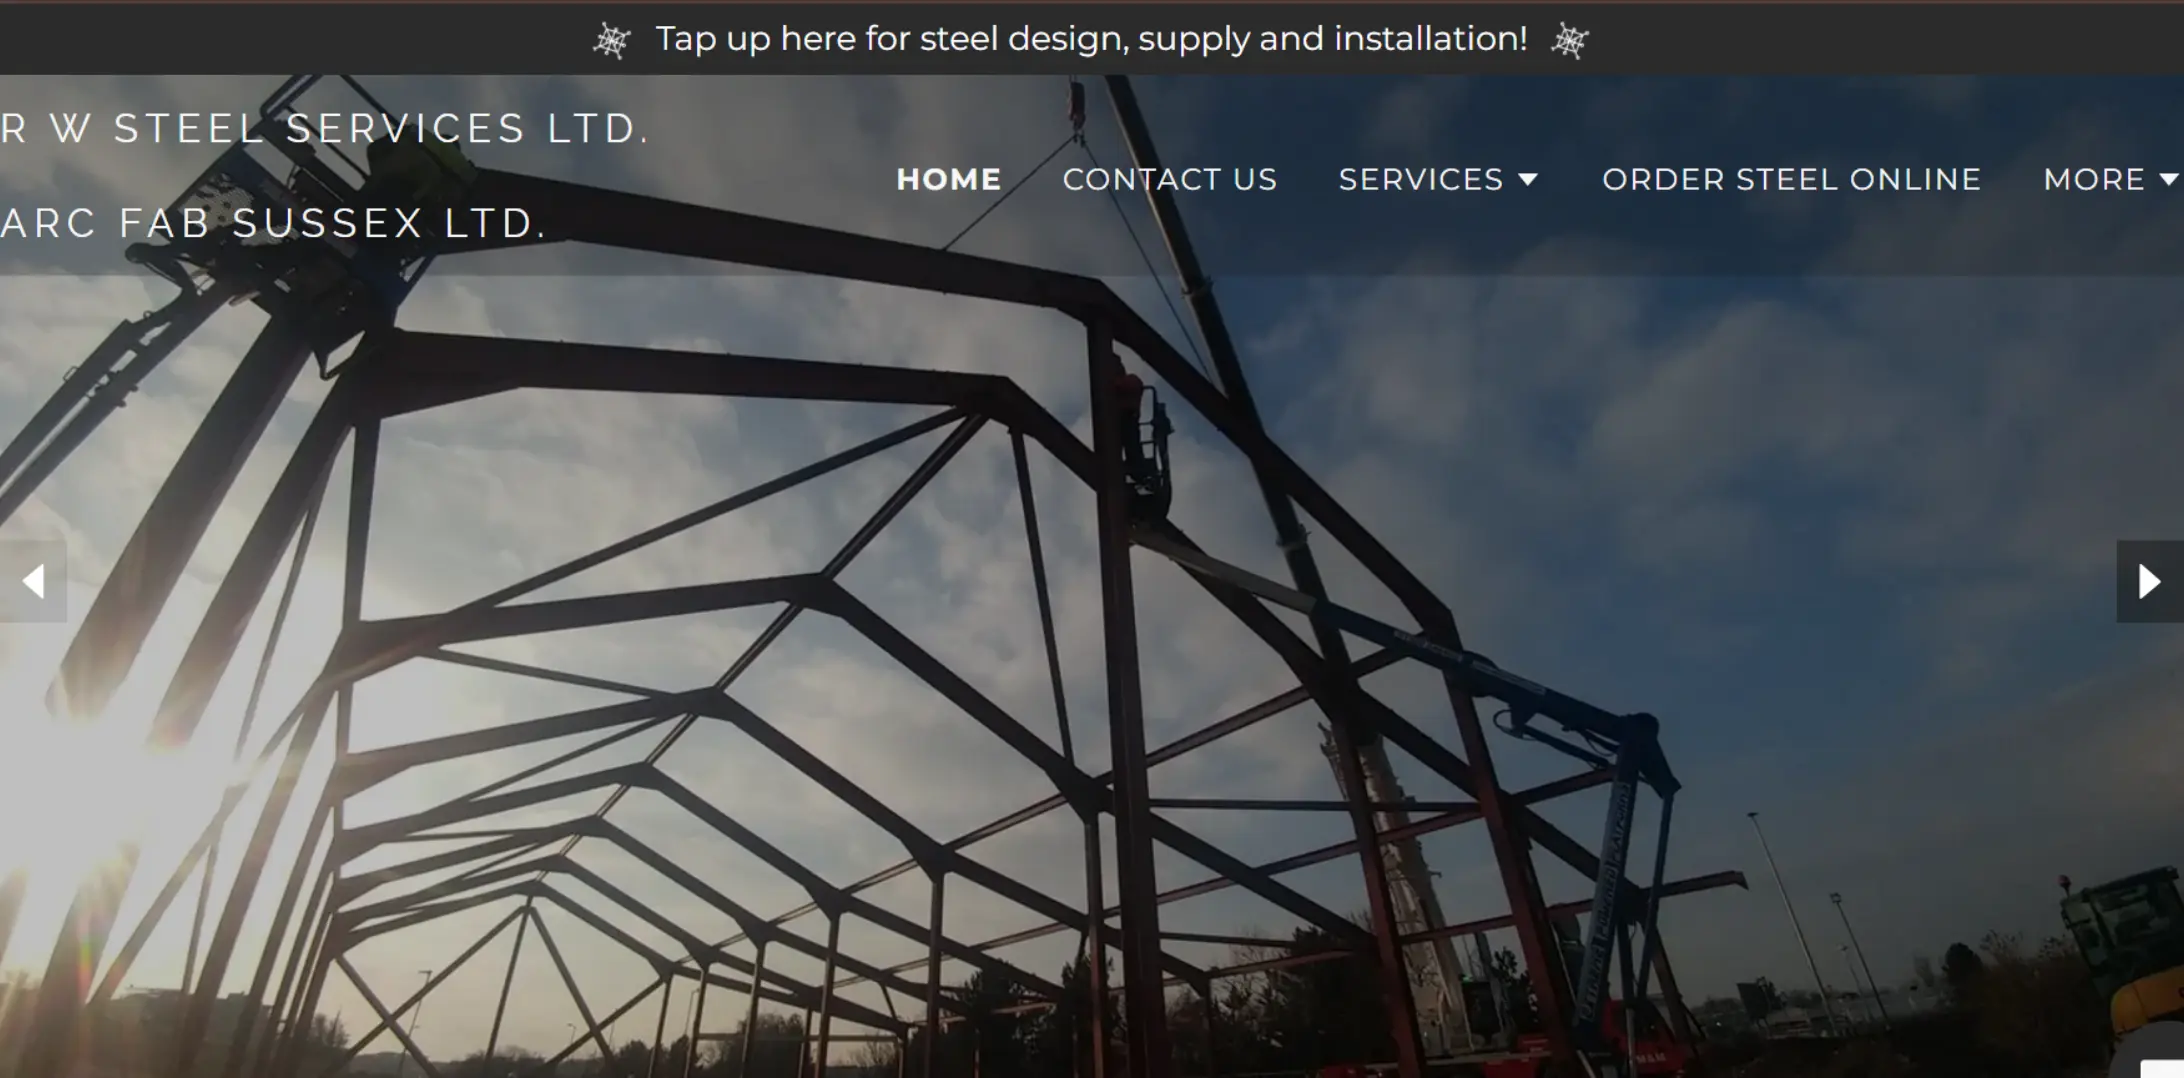 Tap up here for steel design, supply and installation!
R W STEEL SERVICES LTD.
ARC FAB SUSSEX LTD.
HOME CONTACT US SERVICES ORDER STEEL ONLINE MORE